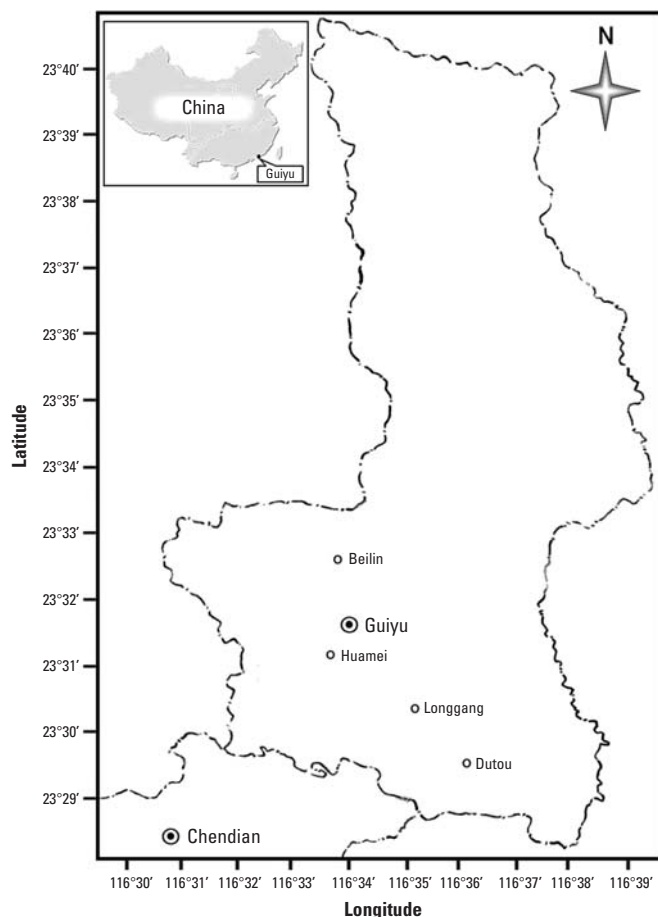 N
China
Guiyu
23°40′
23°39′
23°38′
23°37′
23°36′
23°35′
23°34′
23°33′
23°32′
23°31′
23°30′
23°29′
Latitude
Beilin
Guiyu
Huamei
Longgang
Dutou
Chendian
116°30′ 116°31′ 116°32′ 116°33′ 116°34′ 116°35′ 116°36′ 116°37′ 116°38′ 116°39′
Longitude